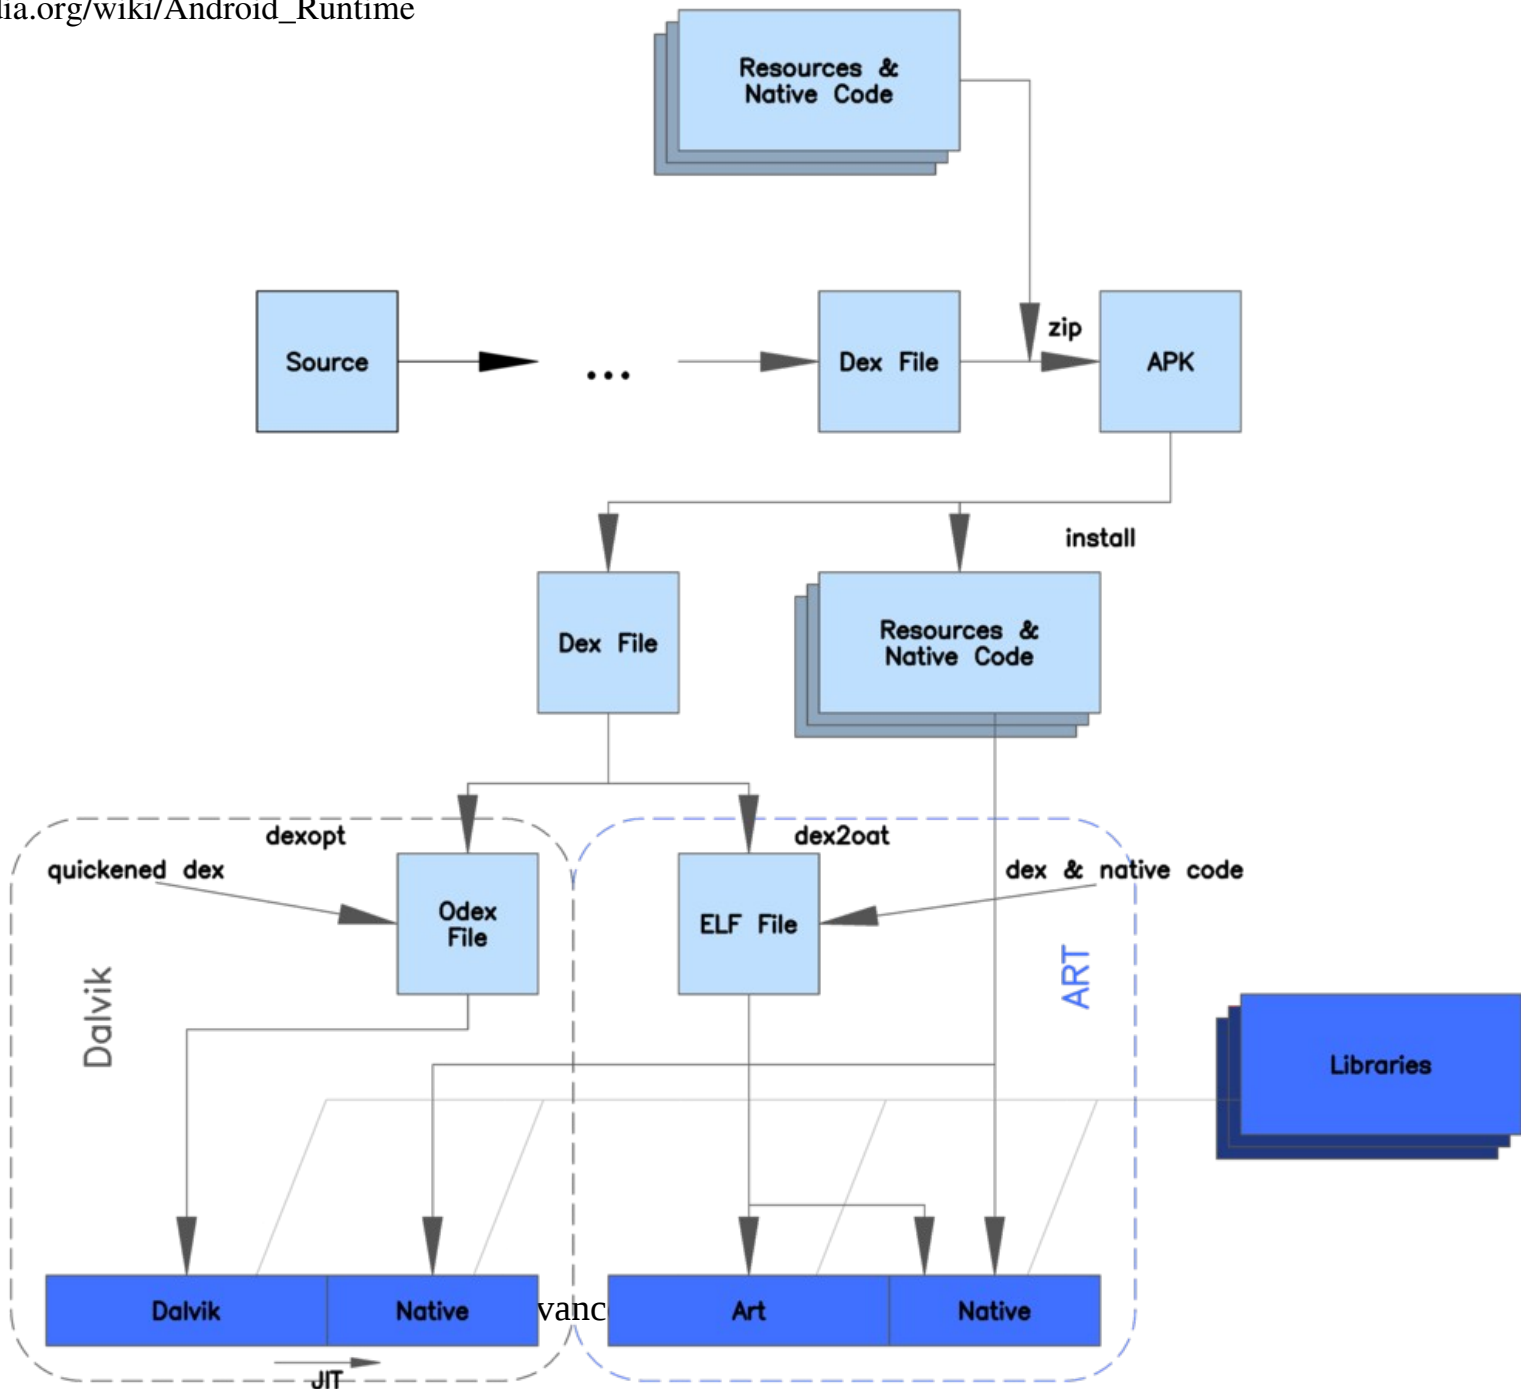 dia.org/wiki/Android_Runtime
Resources &
Native Code
zip
Source
...
Dex File
APK
install
Dex File
Resources &
Native Code
dexopt
dex2oat
quickened dex
dex & native code
Odex
File
ELF File
Dalvik
ART
Libraries
Dalvik
Native
vanc
Art
Native
JIT